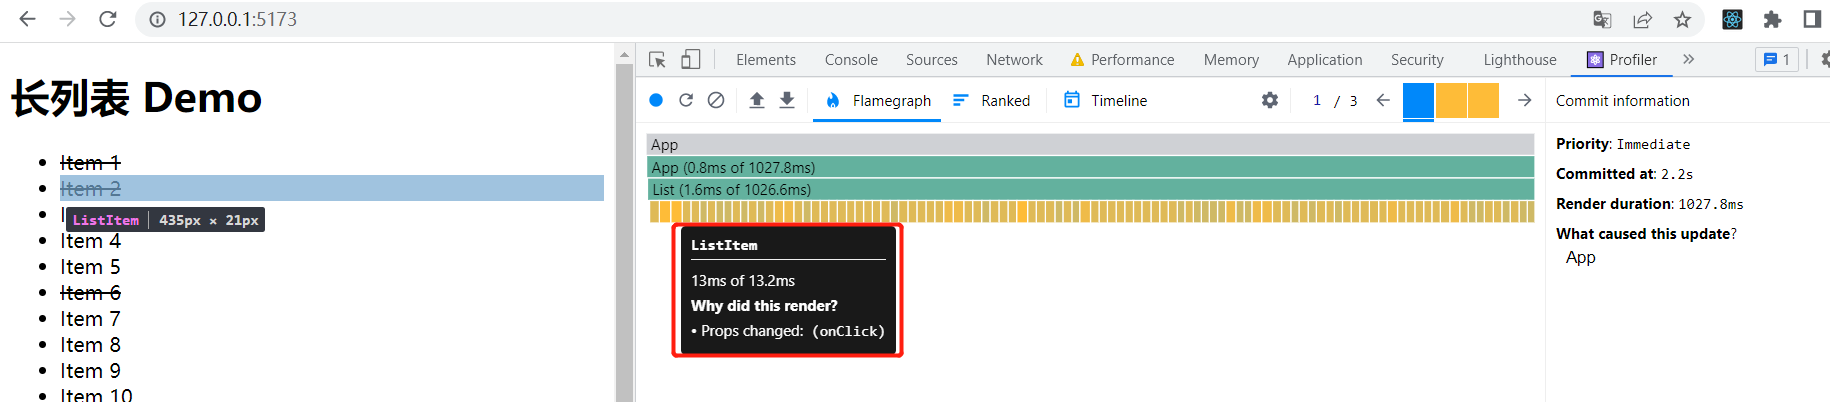 127.0.0.1:5173
Elements Console Sources Network Performance Memory Application Security Lighthouse Profiler » 1
Flamegraph Ranked Timeline 1 / 3
长列表 Demo
Item 1
Item 2
ListItem 435px × 21px
Item 4
Item 5
Item 6
Item 7
Item 8
Item 9
Item 10
App
App (0.8ms of 1027.8ms)
List (1.6ms of 1026.6ms)
ListItem
13ms of 13.2ms
Why did this render?
• Props changed: (onClick)
Commit information
Priority: Immediate
Committed at: 2.2s
Render duration: 1027.8ms
What caused this update?
App